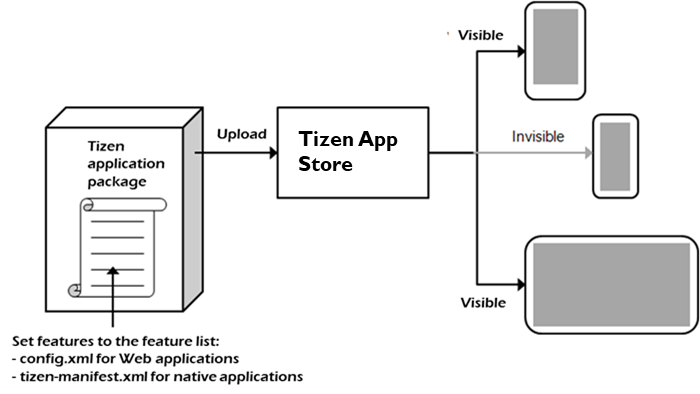 Tizen
application
package
Upload
Tizen App
Store
Visible
Invisible
Visible
Set features to the feature list:
- config.xml for Web applications
- tizen-manifest.xml for native applications